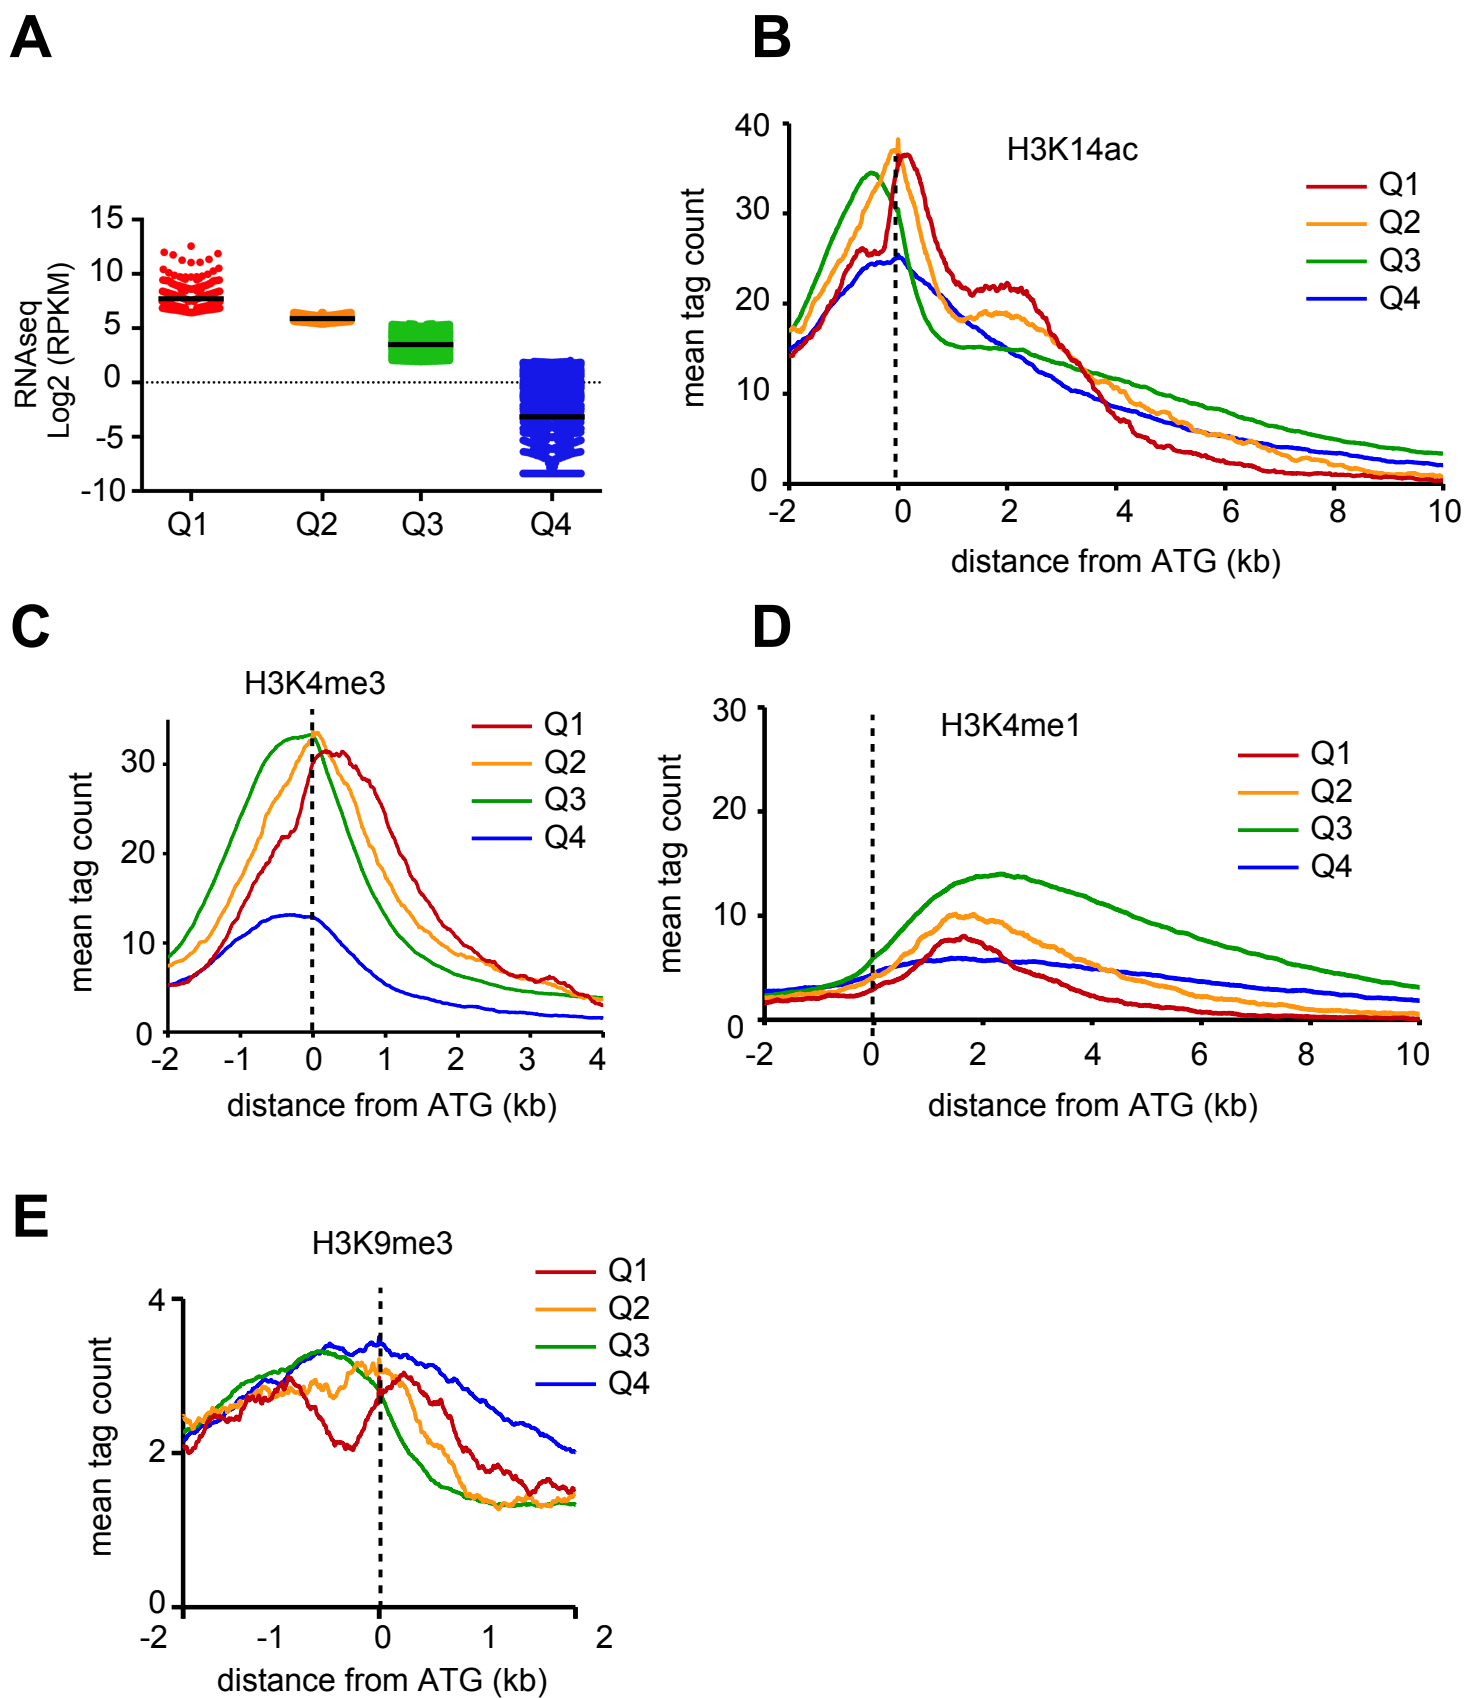 A
RNAseq
Log2 (RPKM)
15
10
5
0
-5
-10
Q1 Q2 Q3 Q4
B
H3K14ac
mean tag count
40
30
20
10
0
-2 0 2 4 6 8 10
distance from ATG (kb)
Q1
Q2
Q3
Q4
C
H3K4me3
mean tag count
30
20
10
0
-2 -1 0 1 2 3 4
distance from ATG (kb)
Q1
Q2
Q3
Q4
D
H3K4me1
mean tag count
30
20
10
0
-2 0 2 4 6 8 10
distance from ATG (kb)
Q1
Q2
Q3
Q4
E
H3K9me3
mean tag count
4
2
0
-2 -1 0 1 2
distance from ATG (kb)
Q1
Q2
Q3
Q4